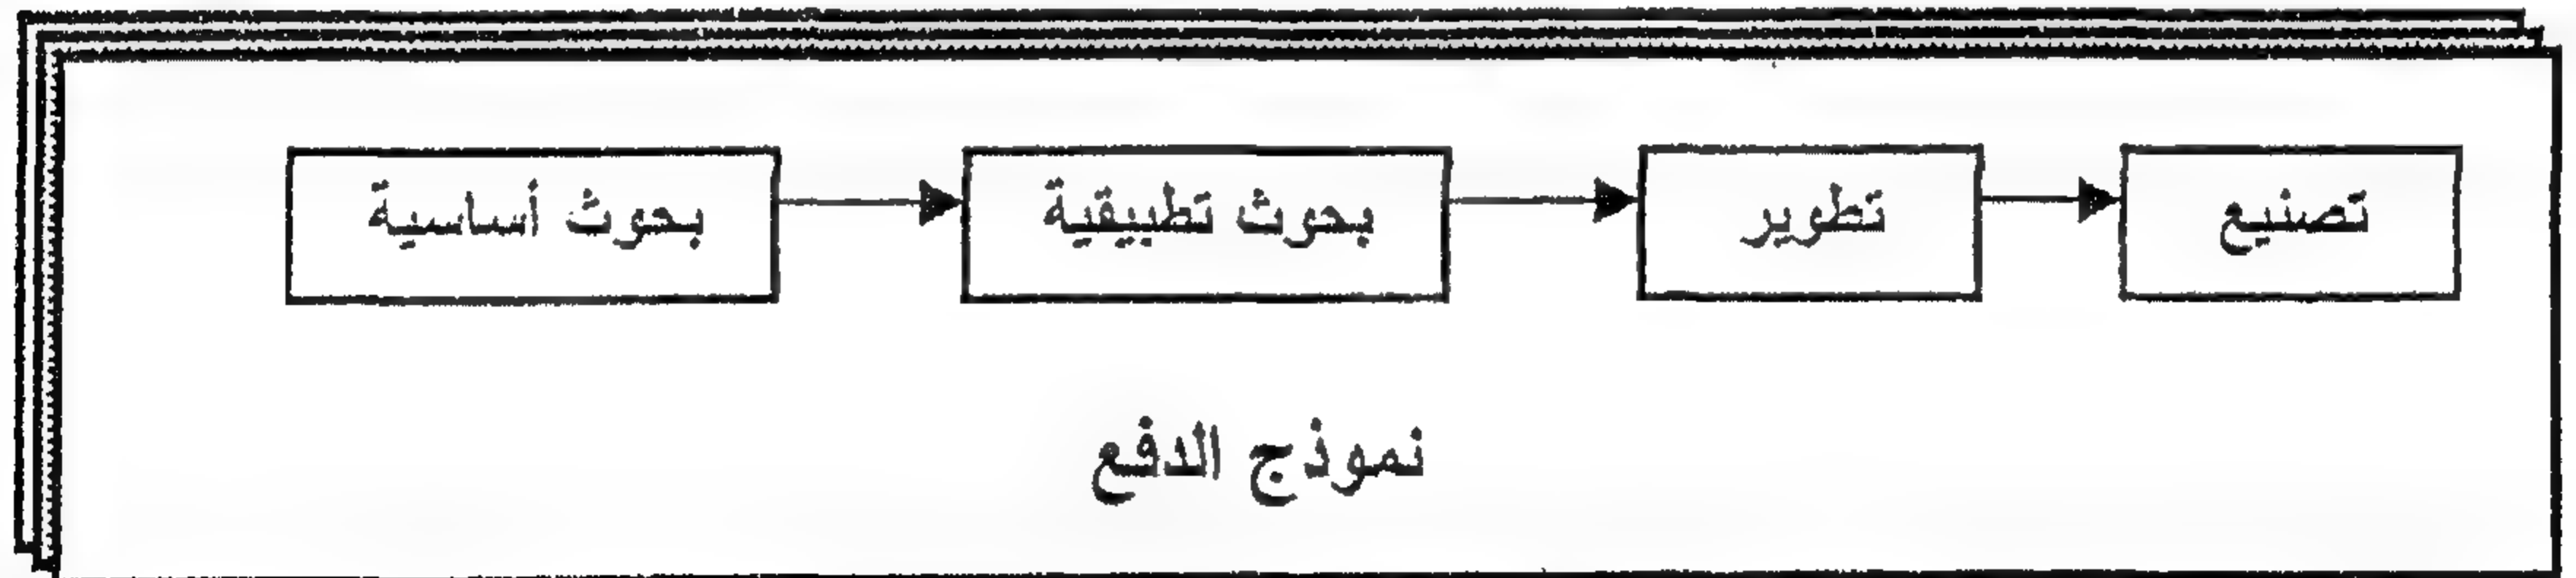 بحوث أساسية
بحوث تطبيقية
تطوير
تصنيع
نموذج الدفع